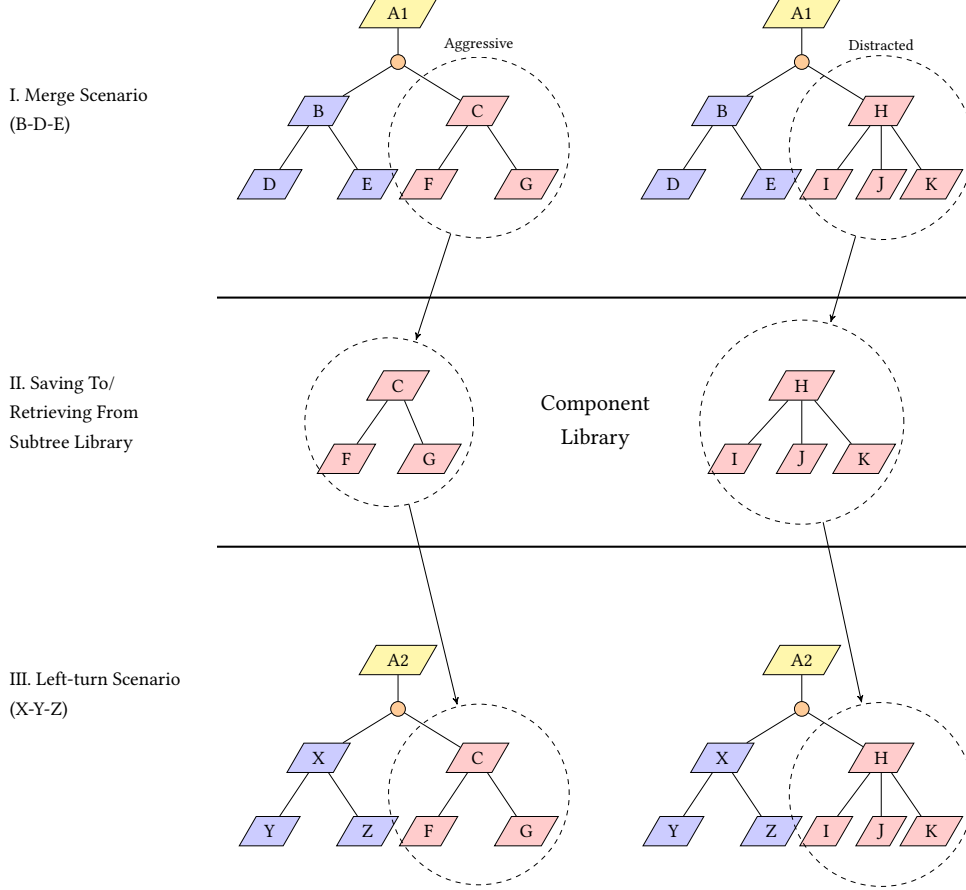 A1
A1
Aggressive
Distracted
I. Merge Scenario
(B-D-E)
B
C
B
H
D
E
F
G
D
E
I
J
K
II. Saving To/
Retrieving From
Subtree Library
C
Component
Library
H
F
G
I
J
K
III. Left-turn Scenario
(X-Y-Z)
A2
A2
X
C
X
H
Y
Z
F
G
Y
Z
I
J
K